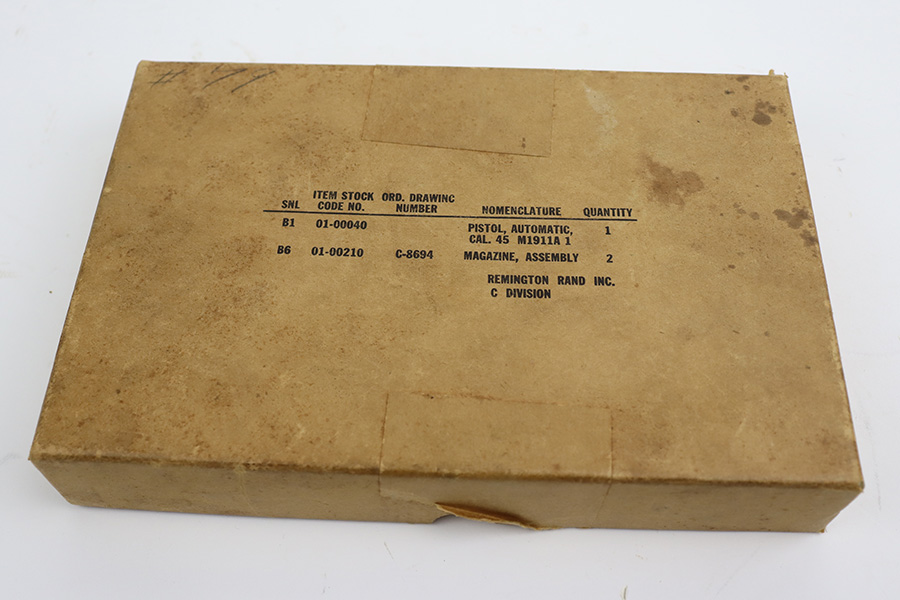 # 77
ITEM STOCK ORD. DRAWING
SNL CODE NO. NUMBER NOMENCLATURE QUANTITY
B1 01-00040 PISTOL, AUTOMATIC, 1
CAL. 45 M1911A 1
B6 01-00210 C-8694 MAGAZINE, ASSEMBLY 2
REMINGTON RAND INC.
C DIVISION